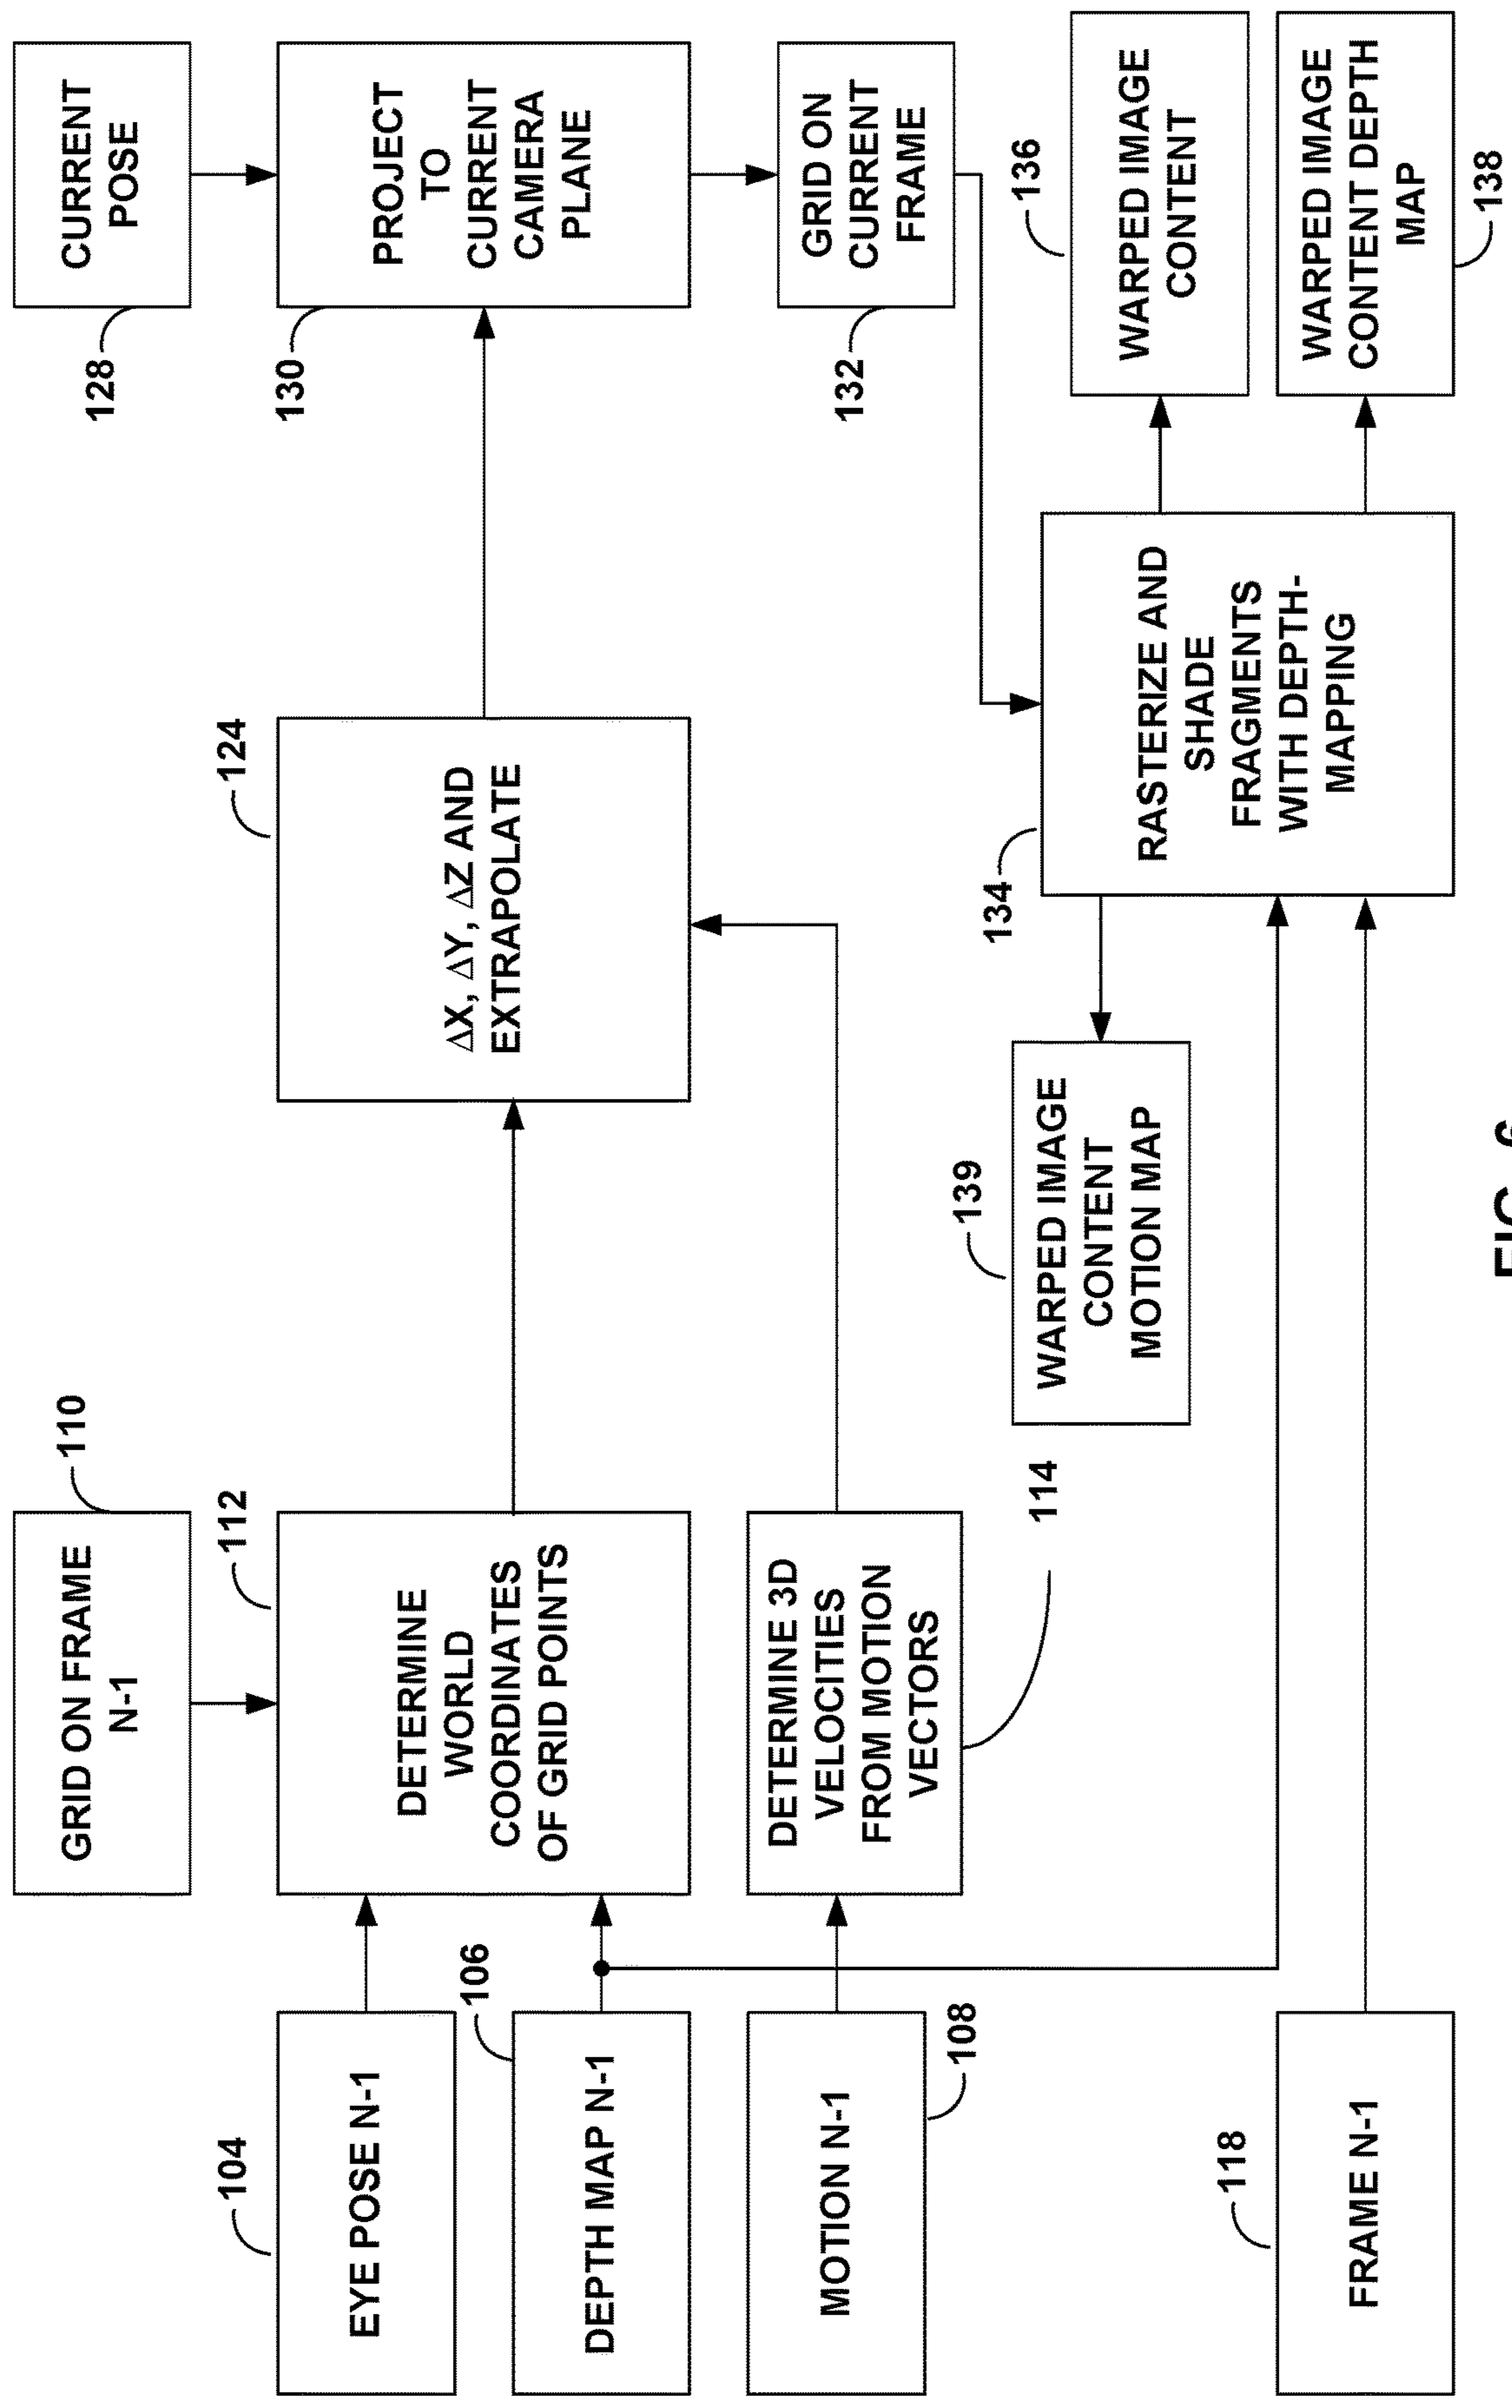 GRID ON FRAME
N-1
110
CURRENT
POSE
128
104
EYE POSE N-1
112
DETERMINE
WORLD
COORDINATES
OF GRID POINTS
124
ΔX, ΔY, ΔZ AND
EXTRAPOLATE
130
PROJECT
TO
CURRENT
CAMERA
PLANE
106
DEPTH MAP N-1
MOTION N-1
108
DETERMINE 3D
VELOCITIES
FROM MOTION
VECTORS
114
132
GRID ON
CURRENT
FRAME
139
WARPED IMAGE
CONTENT
MOTION MAP
134
RASTERIZE AND
SHADE
FRAGMENTS
WITH DEPTH-
MAPPING
136
WARPED IMAGE
CONTENT
118
FRAME N-1
WARPED IMAGE
CONTENT DEPTH
MAP
138
FIG. 6